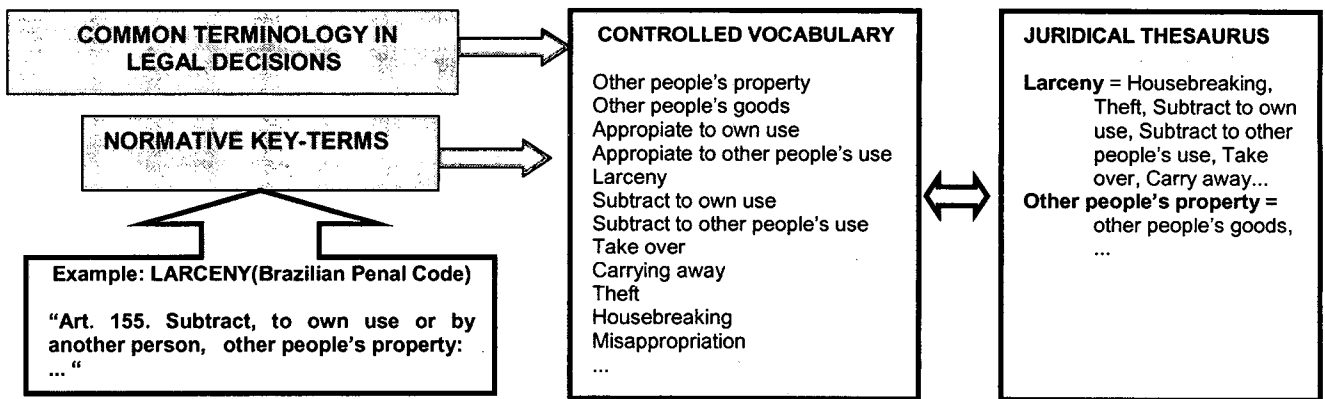 COMMON TERMINOLOGY IN
LEGAL DECISIONS
NORMATIVE KEY-TERMS
Example: LARCENY(Brazilian Penal Code)
“Art. 155. Subtract, to own use or by
another person, other people's property:
... “
CONTROLLED VOCABULARY
Other people's property
Other people's goods
Appropiate to own use
Appropiate to other people's use
Larceny
Subtract to own use
Subtract to other people's use
Take over
Carrying away
Theft
Housebreaking
Misappropriation
...
JURIDICAL THESAURUS
Larceny = Housebreaking,
Theft, Subtract to own
use, Subtract to other
people's use, Take
over, Carry away...
Other people's property =
other people's goods,
...